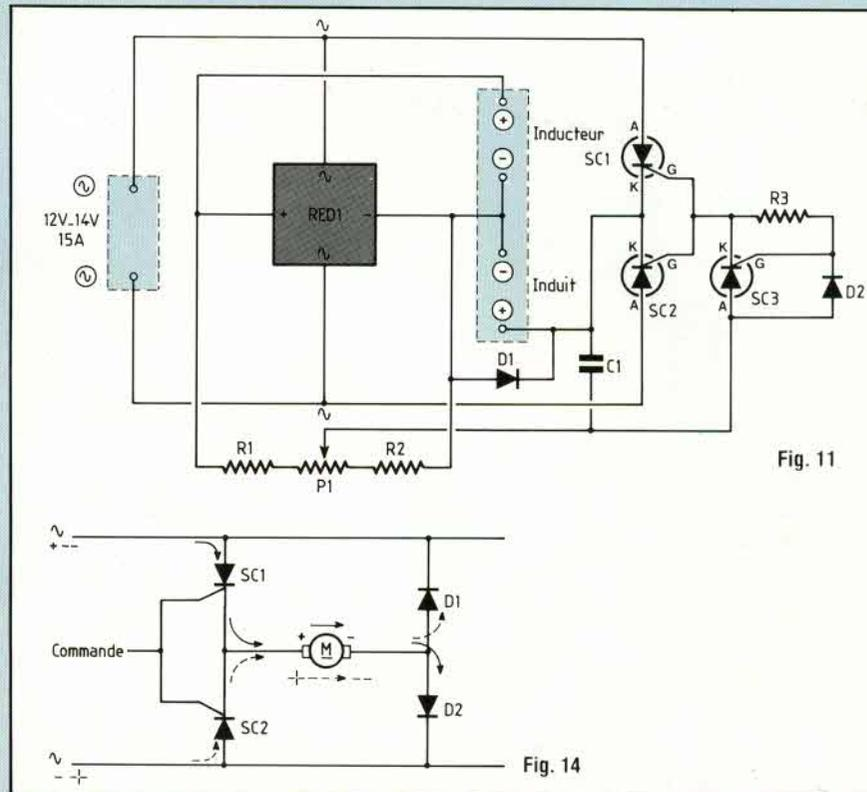 ∿
A
Inducteur
+
SC1
G
∿
K
R3
∿
+ RED1 -
-
12V_14V
15A
K
G
K
G
∿
∿
-
SC2
SC3
D2
Induit
A
A
+
D1
C1
∿
R1
R2
P1
Fig. 11
∿
+--
SC1
D1
Commande
+ M -
+ --
SC2
D2
∿
-+
Fig. 14